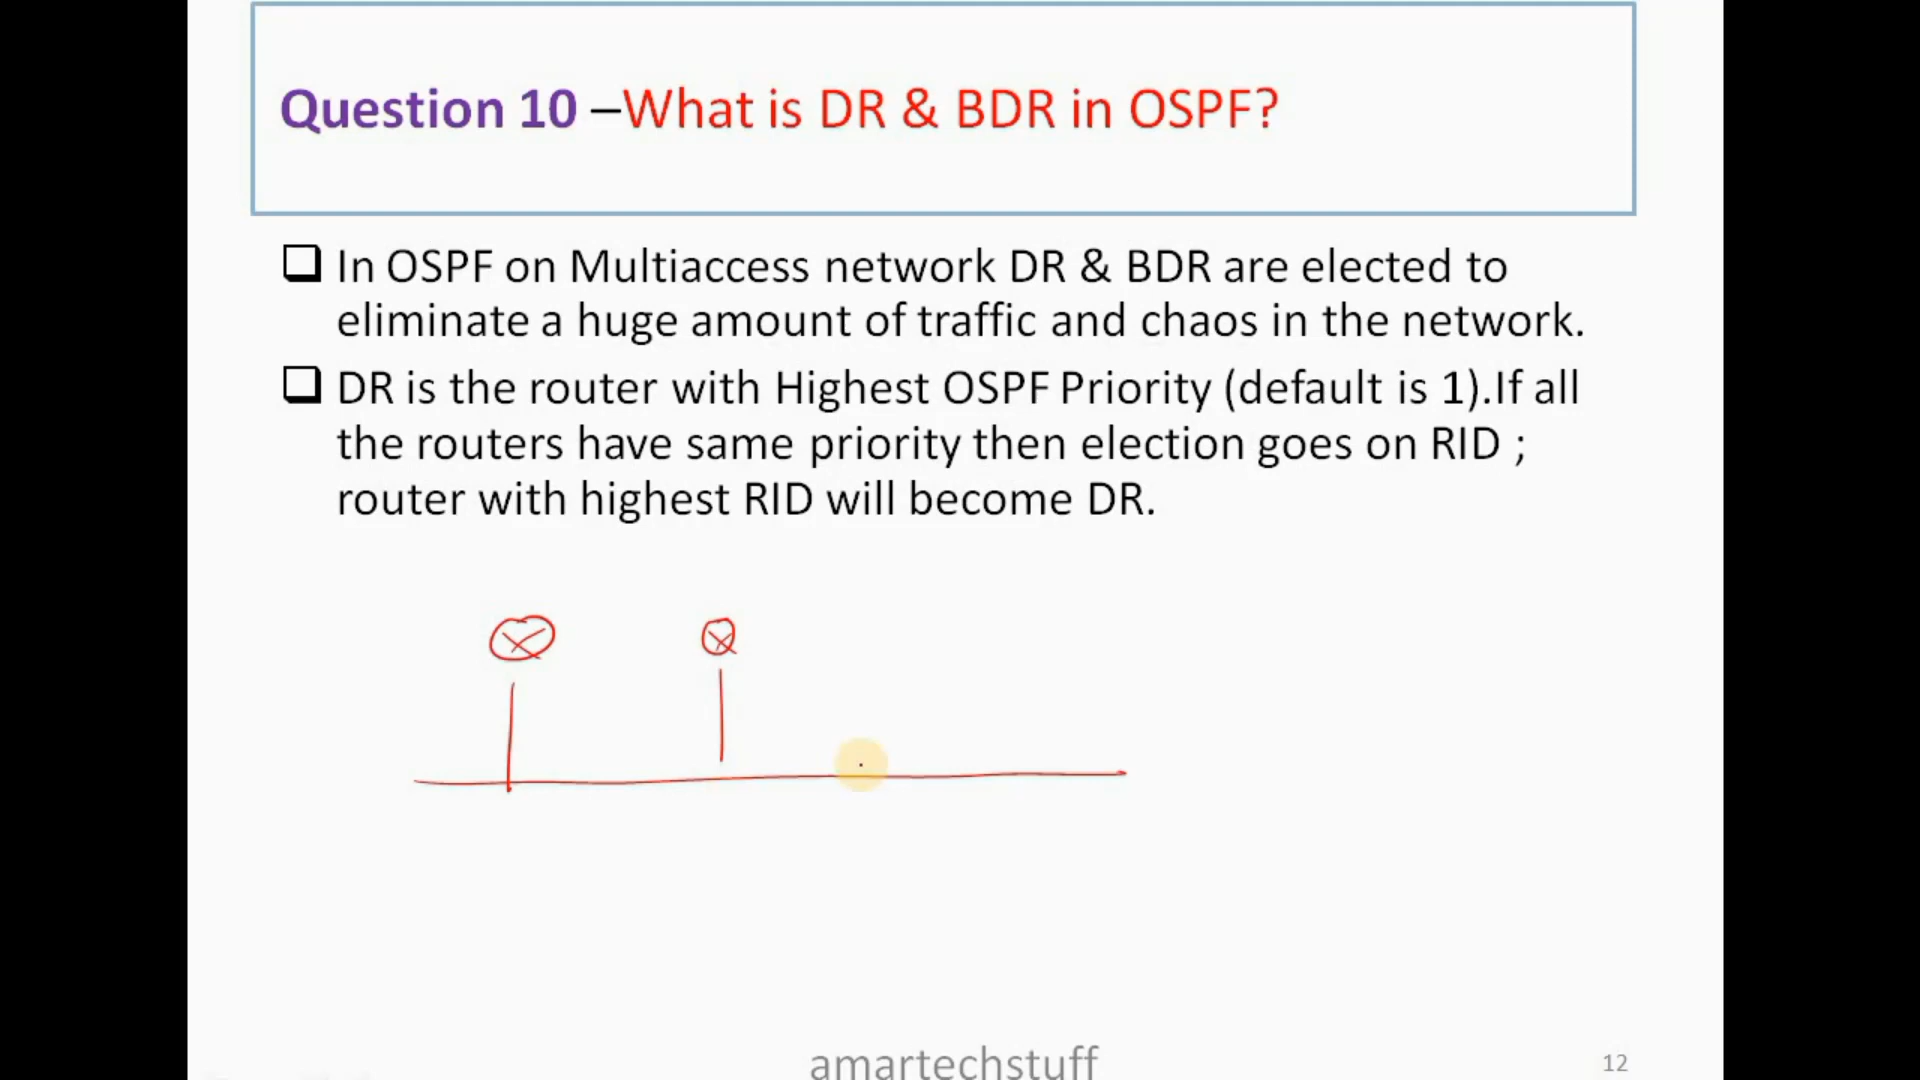 Question 10 –What is DR & BDR in OSPF?
In OSPF on Multiaccess network DR & BDR are elected to
eliminate a huge amount of traffic and chaos in the network.
DR is the router with Highest OSPF Priority (default is 1).If all
the routers have same priority then election goes on RID ;
router with highest RID will become DR.
amartechstuff
12